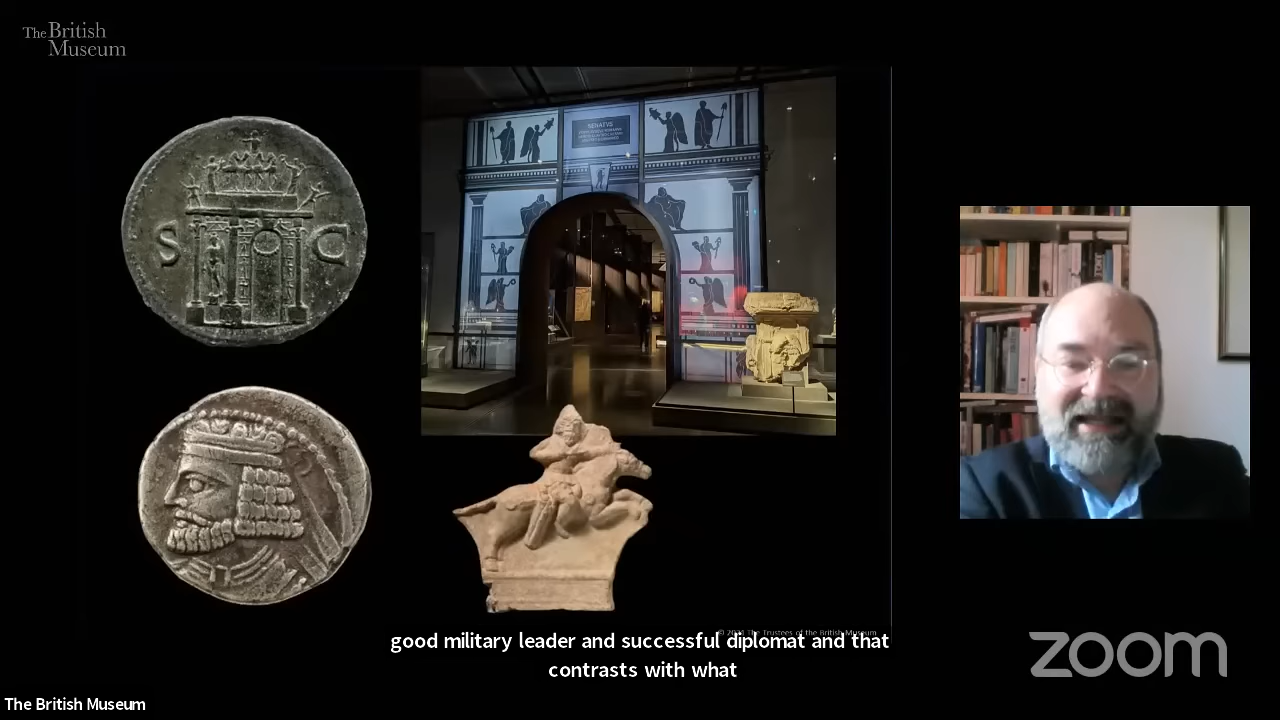 The British
Museum
SENATVS
S C
© 2021 The Trustees of the British Museum
good military leader and successful diplomat and that
contrasts with what
zoom
The British Museum